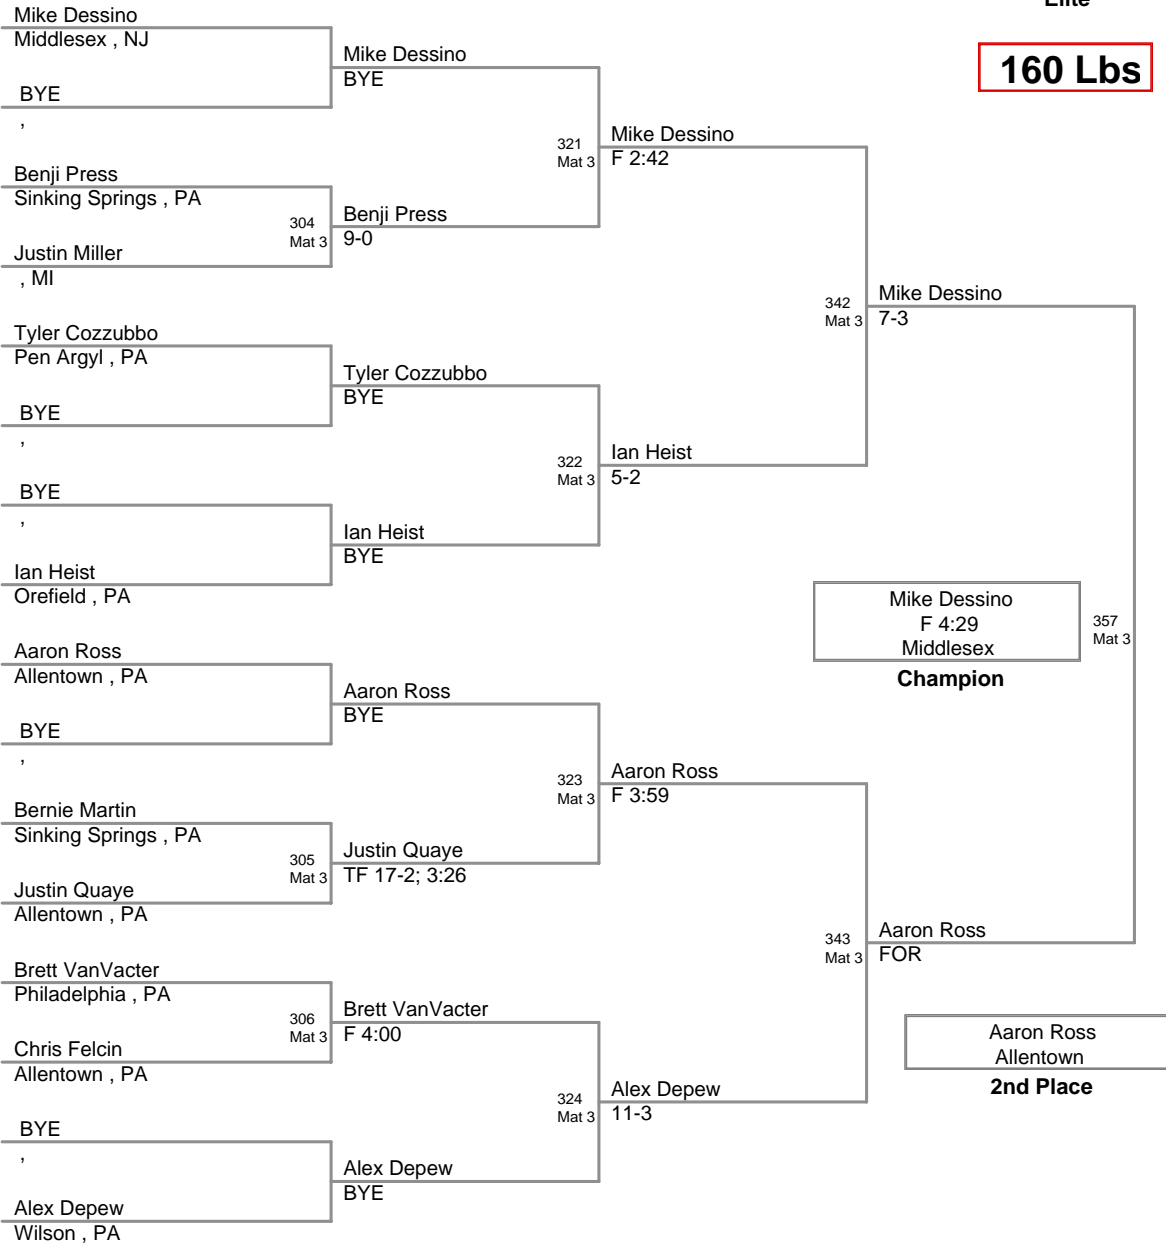 Elite
160 Lbs
Mike Dessino
Middlesex , NJ
BYE
,
Benji Press
Sinking Springs , PA
Justin Miller
, MI
Tyler Cozzubbo
Pen Argyl , PA
BYE
,
BYE
,
Ian Heist
Orefield , PA
Aaron Ross
Allentown , PA
BYE
,
Bernie Martin
Sinking Springs , PA
Justin Quaye
Allentown , PA
Brett VanVacter
Philadelphia , PA
Chris Felcin
Allentown , PA
BYE
,
Alex Depew
Wilson , PA
Mike Dessino
BYE
304
Mat 3
Benji Press
9-0
Tyler Cozzubbo
BYE
Ian Heist
BYE
Aaron Ross
BYE
305
Mat 3
Justin Quaye
TF 17-2; 3:26
306
Mat 3
Brett VanVacter
F 4:00
Alex Depew
BYE
321
Mat 3
Mike Dessino
F 2:42
322
Mat 3
Ian Heist
5-2
323
Mat 3
Aaron Ross
F 3:59
324
Mat 3
Alex Depew
11-3
342
Mat 3
Mike Dessino
7-3
343
Mat 3
Aaron Ross
FOR
357
Mat 3
Mike Dessino
F 4:29
Middlesex
Champion
Aaron Ross
Allentown
2nd Place